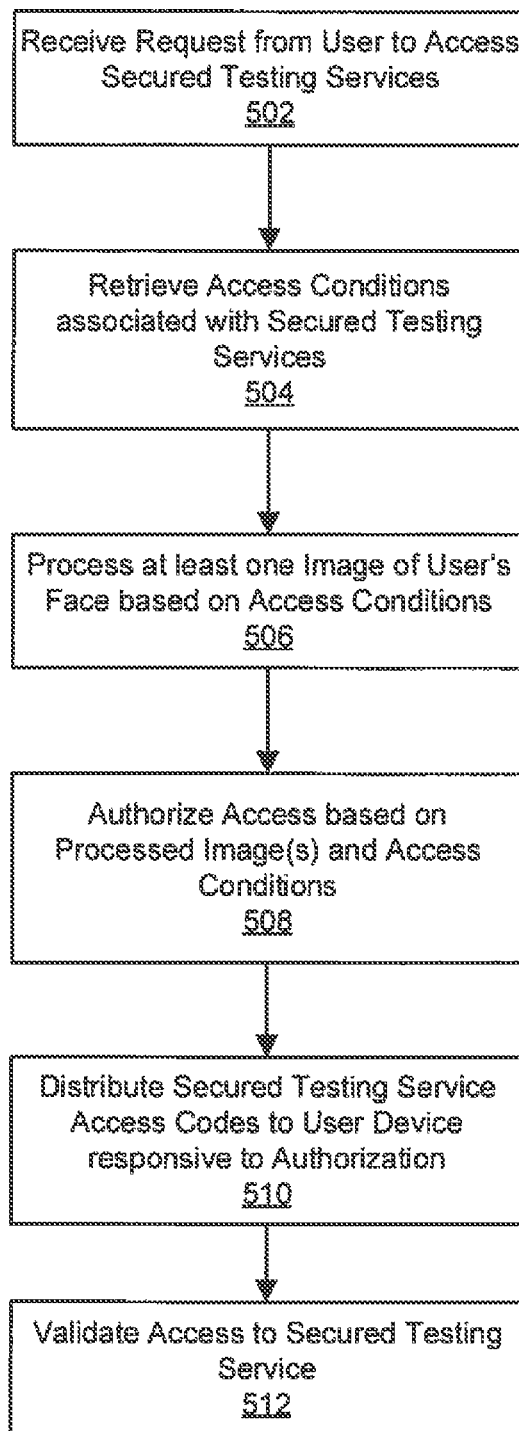 Receive Request from User to Access
Secured Testing Services
502
Retrieve Access Conditions
associated with Secured Testing
Services
504
Process at least one Image of User's
Face based on Access Conditions
506
Authorize Access based on
Processed Image(s) and Access
Conditions
508
Distribute Secured Testing Service
Access Codes to User Device
responsive to Authorization
510
Validate Access to Secured Testing
Service
512